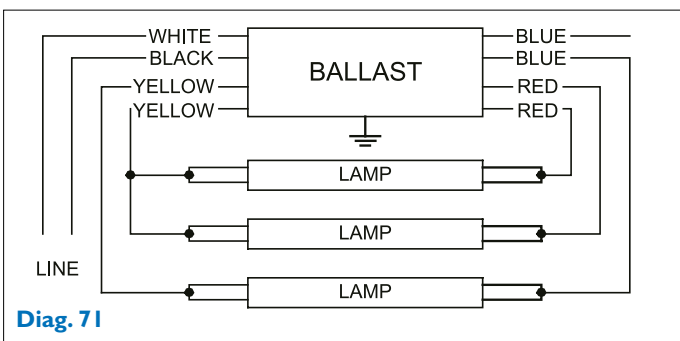 WHITE
BLACK
YELLOW
YELLOW
BALLAST
BLUE
BLUE
RED
RED
LAMP
LAMP
LAMP
LINE
Diag. 71